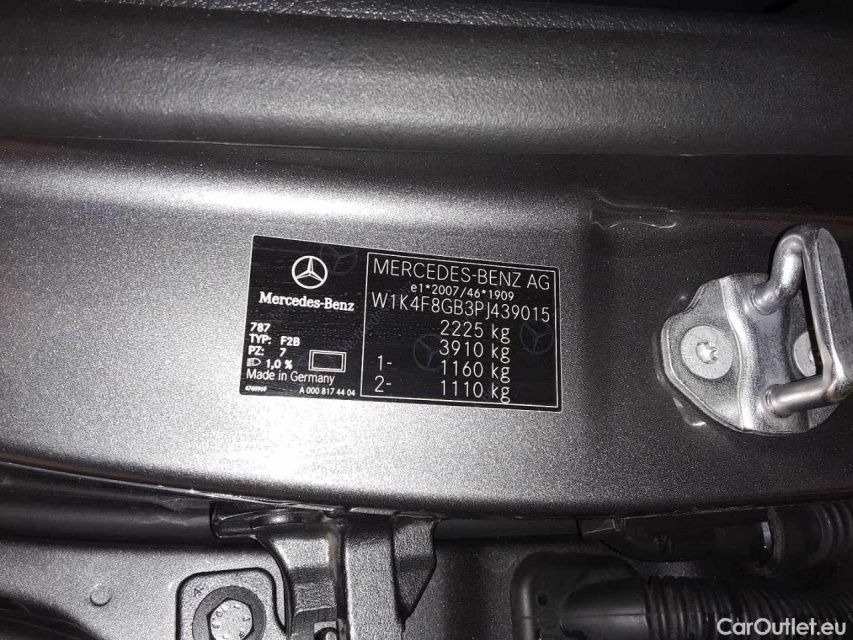 Mercedes-Benz
787
TYP: F2B
PZ: 7
1,0 %
Made in Germany
A 000 817 44 04
MERCEDES-BENZ AG
e1*2007/46*1909
W1K4F8GB3PJ439015
2225 kg
3910 kg
1- 1160 kg
2- 1110 kg
CarOutlet.eu